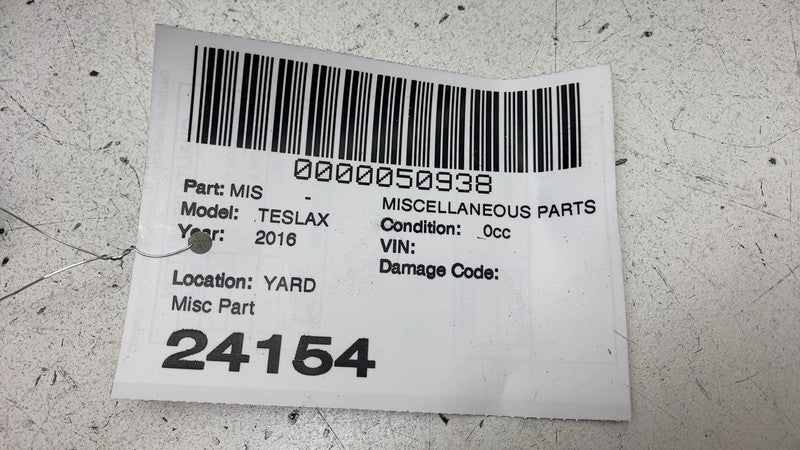 0000050938
Part: MIS -
MISCELLANEOUS PARTS
Model: TESLAX
Condition: 0cc
Year: 2016
VIN:
Damage Code:
Location: YARD
Misc Part
24154